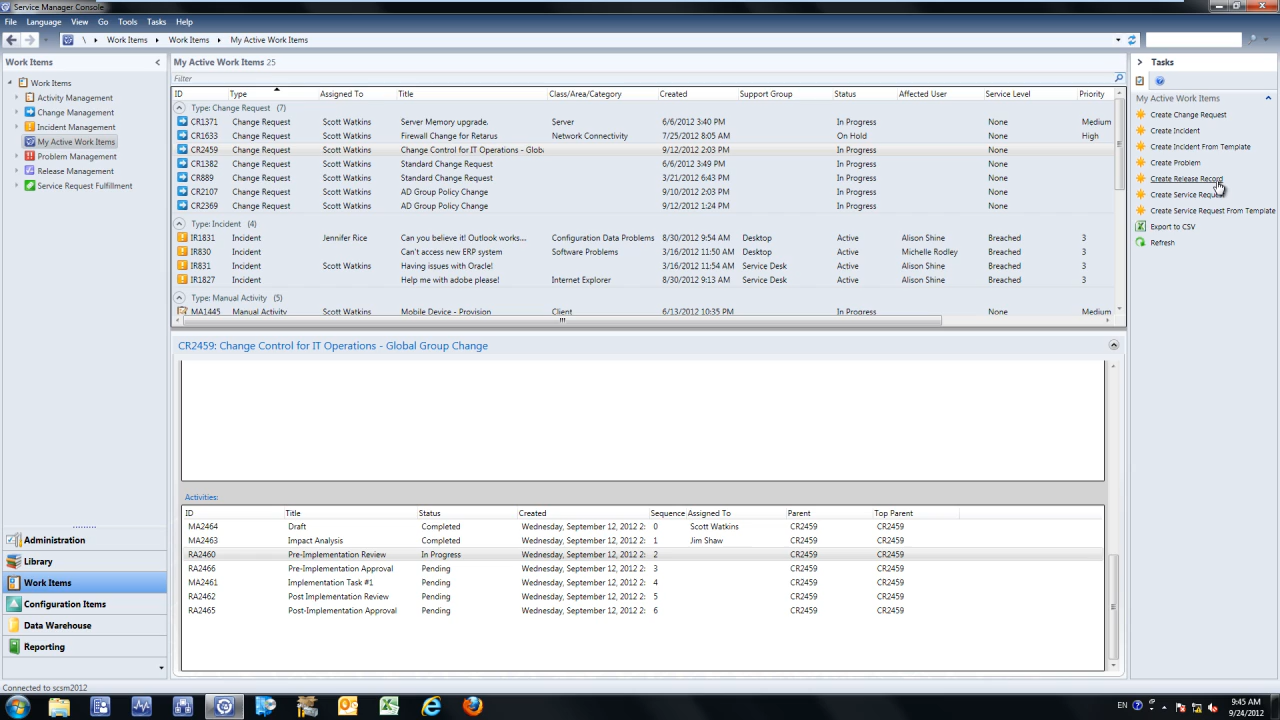 Service Manager Console
File Language View Go Tools Tasks Help
\ Work Items Work Items My Active Work Items
Work Items
Work Items
Activity Management
Change Management
Incident Management
My Active Work Items
Problem Management
Release Management
Service Request Fulfillment
Administration
Library
Work Items
Configuration Items
Data Warehouse
Reporting
My Active Work Items 25
Filter
ID Type Assigned To Title Class/Area/Category Created Support Group Status Affected User Service Level Priority
Type: Change Request (7)
CR1371 Change Request Scott Watkins Server Memory upgrade. Server 6/6/2012 3:40 PM In Progress None Medium
CR1633 Change Request Scott Watkins Firewall Change for Retarus Network Connectivity 7/25/2012 8:05 AM On Hold None High
CR2459 Change Request Scott Watkins Change Control for IT Operations - Globa 9/12/2012 2:03 PM In Progress None
CR1382 Change Request Scott Watkins Standard Change Request 6/6/2012 3:49 PM In Progress None
CR889 Change Request Scott Watkins Standard Change Request 3/21/2012 6:43 PM In Progress None
CR2107 Change Request Scott Watkins AD Group Policy Change 9/10/2012 2:03 PM In Progress None
CR2369 Change Request Scott Watkins AD Group Policy Change 9/12/2012 1:24 PM In Progress None
Type: Incident (4)
IR1831 Incident Jennifer Rice Can you believe it! Outlook works... Configuration Data Problems 8/30/2012 9:54 AM Desktop Active Alison Shine Breached 3
IR830 Incident Can't access new ERP system Software Problems 3/16/2012 11:50 AM Desktop Active Michelle Rodley Breached 3
IR831 Incident Scott Watkins Having issues with Oracle! 3/16/2012 11:54 AM Service Desk Active Alison Shine Breached 3
IR1827 Incident Help me with adobe please! Internet Explorer 8/30/2012 9:13 AM Service Desk Active Alison Shine Breached 3
Type: Manual Activity (5)
MA1445 Manual Activity Scott Watkins Mobile Device - Provision Client 6/13/2012 10:35 PM In Progress None Medium
CR2459: Change Control for IT Operations - Global Group Change
Activities:
ID Title Status Created Sequence Assigned To Parent Top Parent
MA2464 Draft Completed Wednesday, September 12, 2012 2: 0 Scott Watkins CR2459 CR2459
MA2463 Impact Analysis Completed Wednesday, September 12, 2012 2: 1 Jim Shaw CR2459 CR2459
RA2460 Pre-Implementation Review In Progress Wednesday, September 12, 2012 2: 2 CR2459 CR2459
RA2466 Pre-Implementation Approval Pending Wednesday, September 12, 2012 2: 3 CR2459 CR2459
MA2461 Implementation Task #1 Pending Wednesday, September 12, 2012 2: 4 CR2459 CR2459
RA2462 Post Implementation Review Pending Wednesday, September 12, 2012 2: 5 CR2459 CR2459
RA2465 Post-Implementation Approval Pending Wednesday, September 12, 2012 2: 6 CR2459 CR2459
Tasks
My Active Work Items
Create Change Request
Create Incident
Create Incident From Template
Create Problem
Create Release Record
Create Service Request
Create Service Request From Template
Export to CSV
Refresh
Connected to scsm2012
EN 9:45 AM
9/24/2012